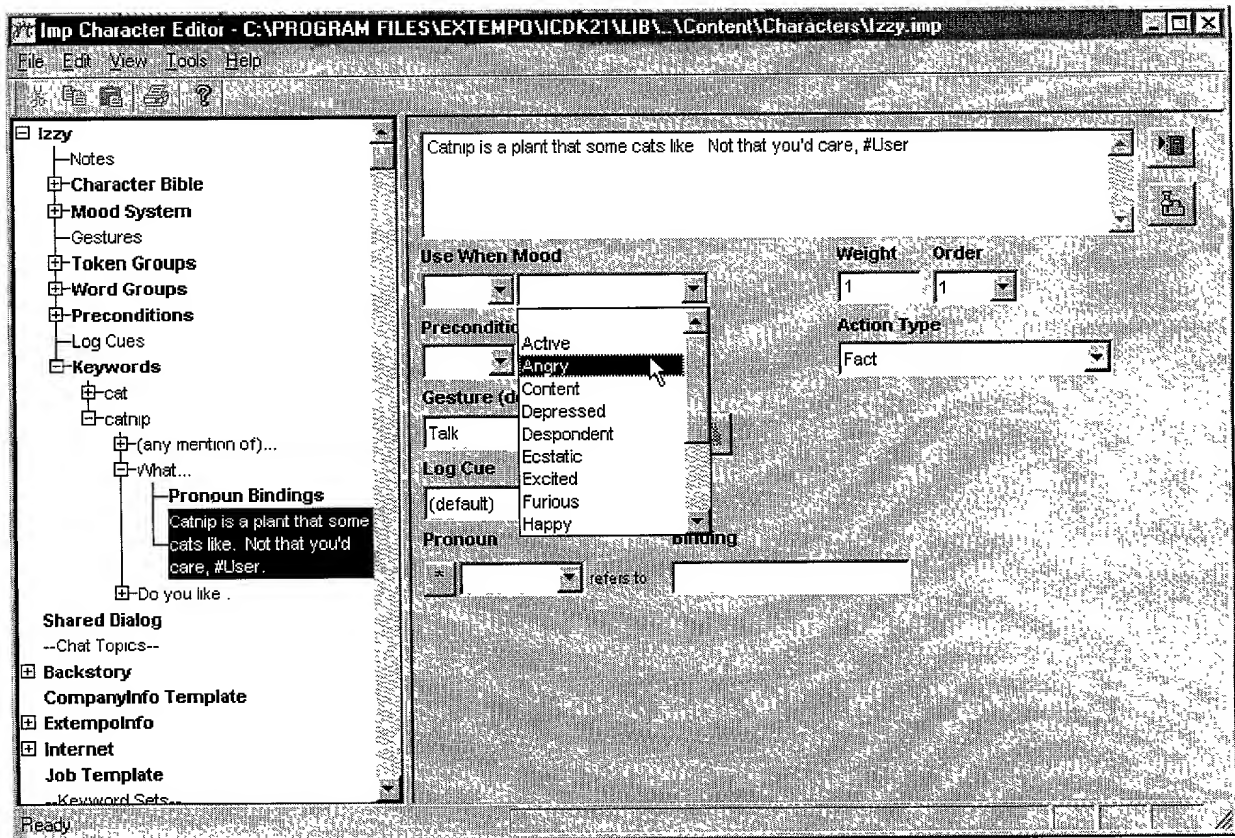 Imp Character Editor - C:\PROGRAM FILES\EXTEMPO\ICDK21\LIB\..\Content\Characters\Izzy.imp
File Edit View Tools Help
Izzy
Notes
Character Bible
Mood System
Gestures
Token Groups
Word Groups
Preconditions
Log Cues
Keywords
cat
catnip
(any mention of)...
What...
Pronoun Bindings
Catnip is a plant that some
cats like. Not that you'd
care, #User.
Do you like .
Shared Dialog
--Chat Topics--
Backstory
CompanyInfo Template
ExtempoInfo
Internet
Job Template
--Keyword Sets--
Catnip is a plant that some cats like Not that you'd care, #User
Use When Mood
Weight Order
1 1
Preconditio
Action Type
Fact
Active
Angry
Content
Depressed
Despondent
Ecstatic
Excited
Furious
Happy
Gesture (d
Talk
Log Cue
(default)
Pronoun Binding
* refers to
Ready